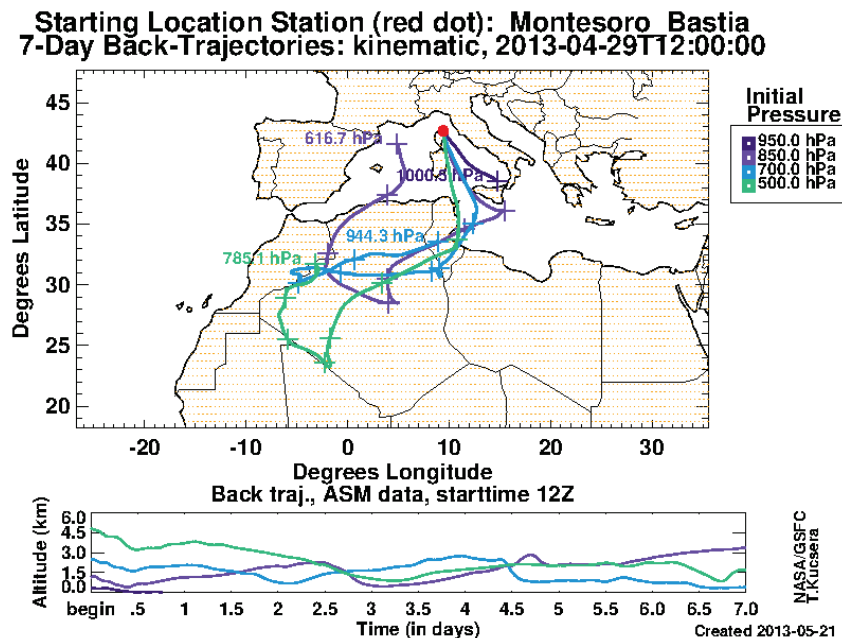 Starting Location Station (red dot): Montesoro_Bastia
7-Day Back-Trajectories: kinematic, 2013-04-29T12:00:00
Degrees Latitude
45
40
35
30
25
20
616.7 hPa
1000.5 hPa
944.3 hPa
785.1 hPa
-20
-10
0
10
20
30
Degrees Longitude
Initial
Pressure
950.0 hPa
850.0 hPa
700.0 hPa
500.0 hPa
Back traj., ASM data, starttime 12Z
Altitude (km)
6.0
4.5
3.0
1.5
0.0
begin
.5
1
1.5
2
2.5
3
3.5
4
4.5
5
5.5
6.0
6.5
7.0
Time (in days)
NASA/GSFC
T.Kucsera
Created 2013-05-21